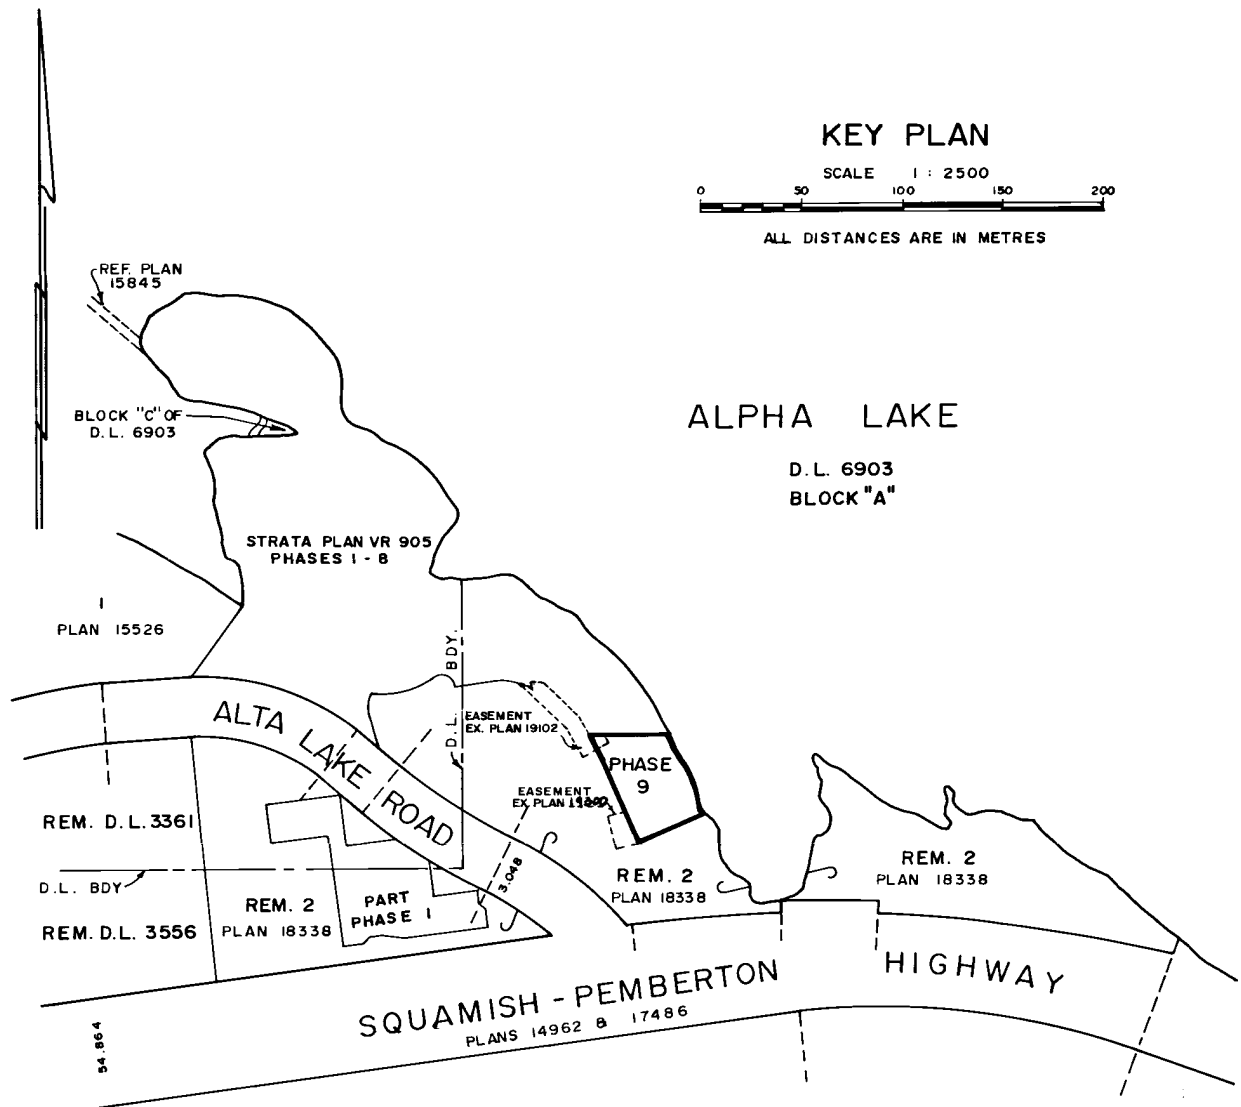 KEY PLAN
SCALE 1 : 2500
0 50 100 150 200
ALL DISTANCES ARE IN METRES
REF. PLAN
15845
BLOCK "C" OF
D.L. 6903
ALPHA LAKE
D.L. 6903
BLOCK "A"
STRATA PLAN VR 905
PHASES 1 - 8
1
PLAN 15526
D.L. BDY.
ALTA LAKE ROAD
EASEMENT
EX. PLAN 19102
PHASE
9
EASEMENT
EX. PLAN
REM. D.L. 3361
D.L. BDY
REM. D.L. 3556
REM. 2
PLAN 18338
PART
PHASE 1
3.048
REM. 2
PLAN 18338
REM. 2
PLAN 18338
SQUAMISH - PEMBERTON HIGHWAY
PLANS 14962 & 17486
54.864